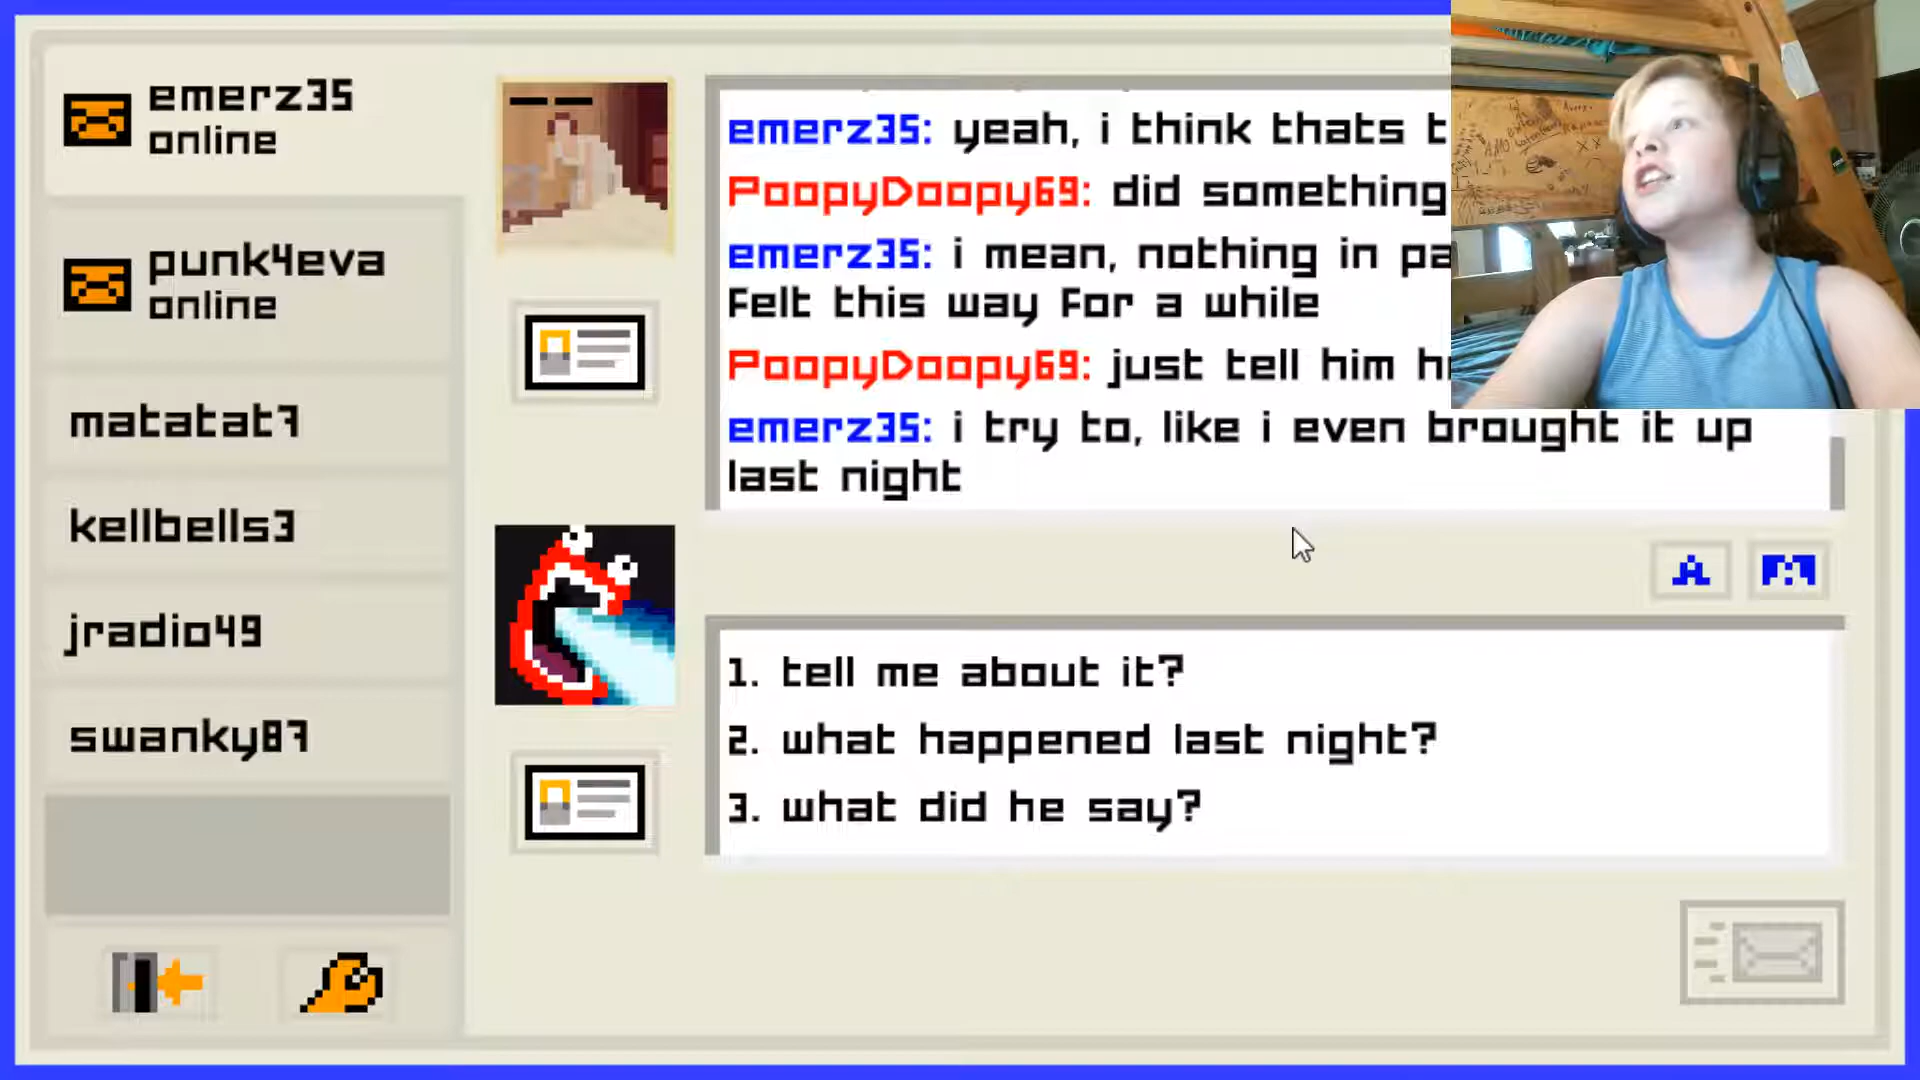 emerz35
online
punk4eva
online
matatat7
kellbells3
jradio49
swanky87
emerz35: yeah, i think thats t
PoopyDoopy69: did something
emerz35: i mean, nothing in pa
felt this way for a while
PoopyDoopy69: just tell him h
emerz35: i try to, like i even brought it up
last night
A
1. tell me about it?
2. what happened last night?
3. what did he say?